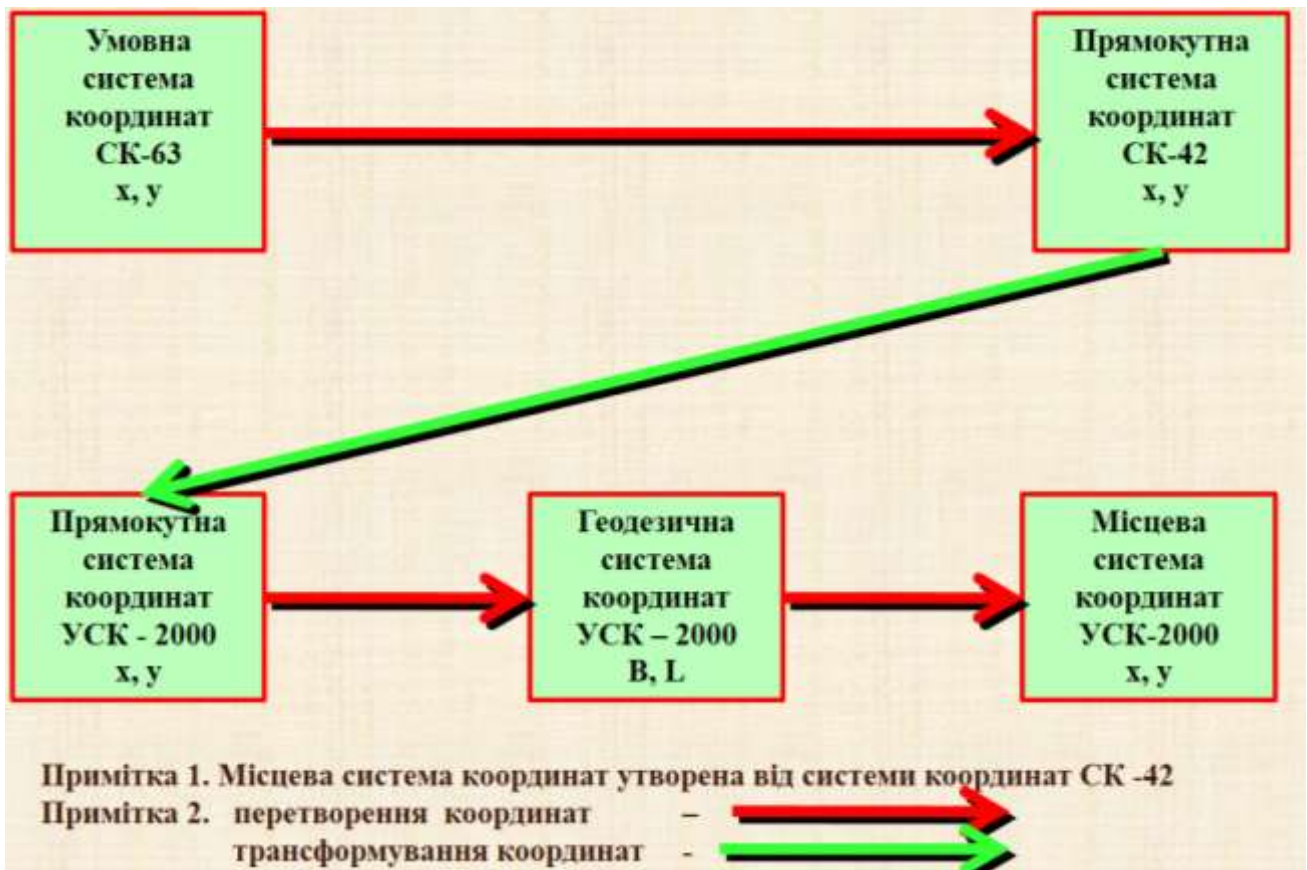 Умовна
система
координат
СК-63
х, у
Прямокутна
система
координат
СК-42
х, у
Прямокутна
система
координат
УСК - 2000
х, у
Геодезична
система
координат
УСК – 2000
B, L
Місцева
система
координат
УСК-2000
х, у
Примітка 1. Місцева система координат утворена від системи координат СК -42
Примітка 2. перетворення координат –
трансформування координат -